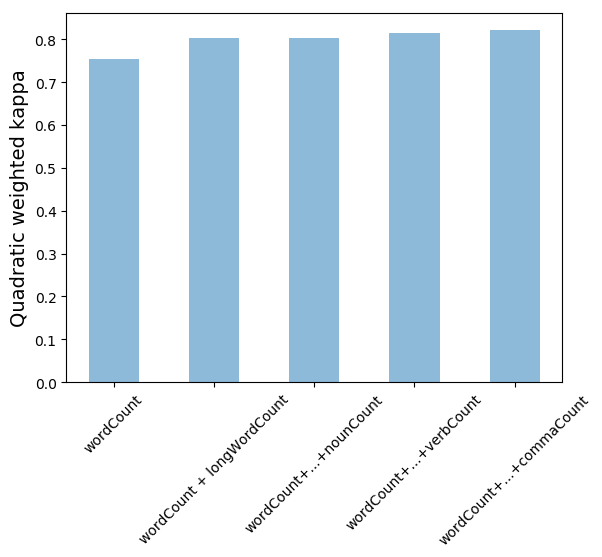 Quadratic weighted kappa
0.8
0.7
0.6
0.5
0.4
0.3
0.2
0.1
0.0
wordCount
wordCount + longWordCount
wordCount+...+nounCount
wordCount+...+verbCount
wordCount+...+commaCount